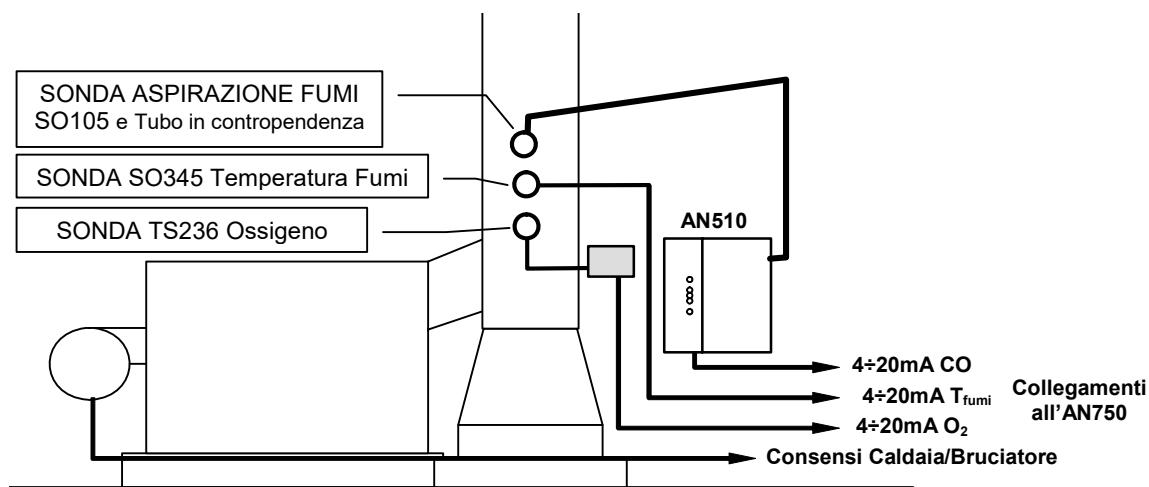 SONDA ASPIRAZIONE FUMI
SO105 e Tubo in contropendenza
SONDA SO345 Temperatura Fumi
SONDA TS236 Ossigeno
AN510
4÷20mA CO
4÷20mA Tfumi
4÷20mA O₂
Collegamenti
all'AN750
Consensi Caldaia/Bruciatore